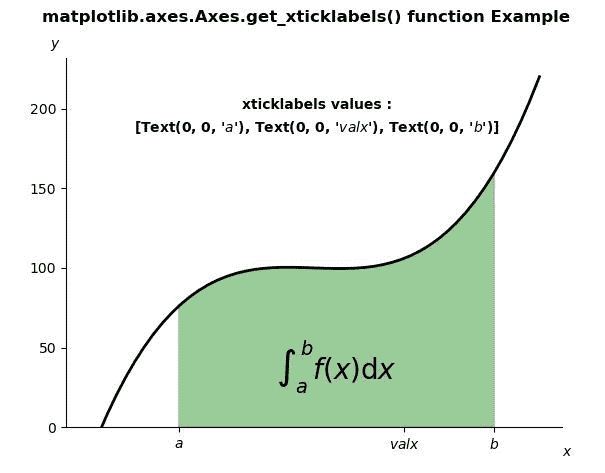 matplotlib.axes.Axes.get_xticklabels() function Example
y
xticklabels values :
[Text(0, 0, 'a'), Text(0, 0, 'valx'), Text(0, 0, 'b')]
200
150
100
50
0
∫ₐᵇ f(x)dx
a valx b
x